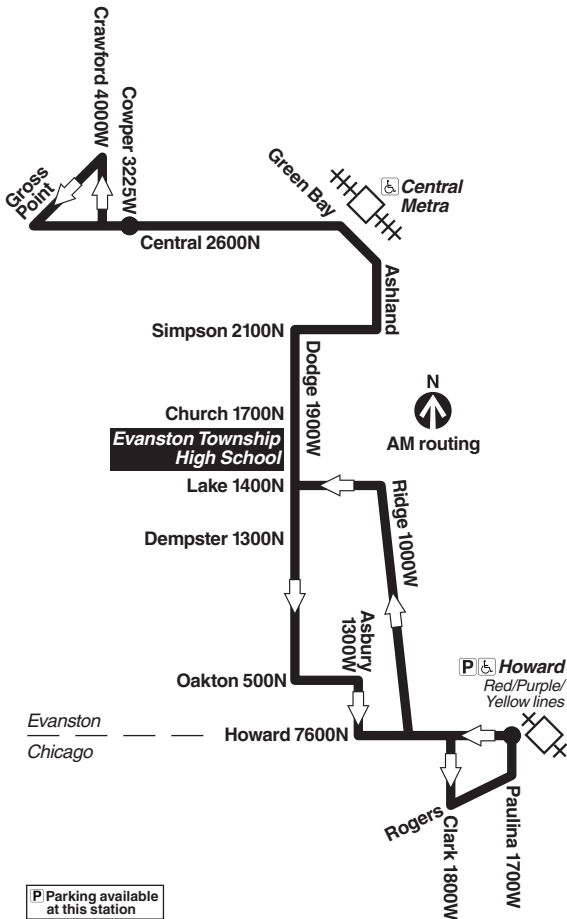 Crawford 4000W
Cowper 3225W
Gross
Point
Green Bay
Central
Metra
Central 2600N
Ashland
Simpson 2100N
Dodge 1900W
N
AM routing
Church 1700N
Evanston Township
High School
Lake 1400N
Ridge 1000W
Dempster 1300N
Asbury
1300W
P Howard
Red/Purple/
Yellow lines
Oakton 500N
Evanston
Chicago
Howard 7600N
Rogers
Clark 1800W
Paulina 1700W
P Parking available
at this station